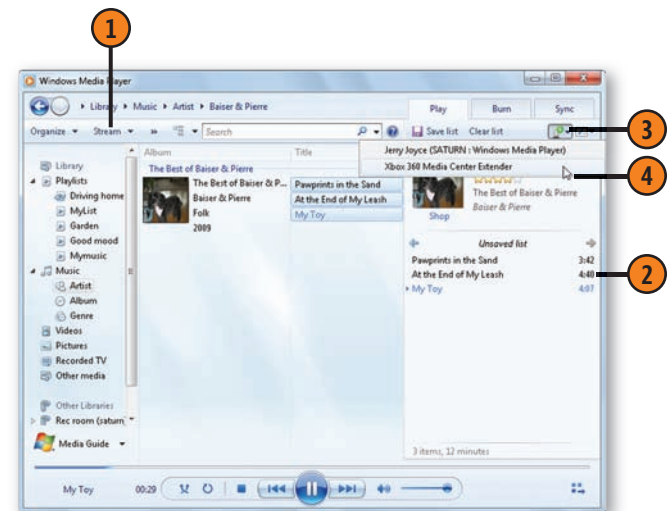 1
Windows Media Player
Library Music Artist Baiser & Pierre
Play Burn Sync
Organize Stream » Search
Save list Clear list
3
Jerry Joyce (SATURN : Windows Media Player)
Xbox 360 Media Center Extender
4
Library
Playlists
Driving home
MyList
Garden
Good mood
Mymusic
Music
Artist
Album
Genre
Videos
Pictures
Recorded TV
Other media
Other Libraries
Rec room (saturn)
Media Guide
Album Title
The Best of Baiser & Pierre
The Best of Baiser & P...
Baiser & Pierre
Folk
2009
Pawprints in the Sand
At the End of My Leash
My Toy
The Best of Baiser & Pierre
Baiser & Pierre
Shop
Unsaved list
Pawprints in the Sand 3:42
At the End of My Leash 4:40
2
My Toy 4:07
3 items, 12 minutes
My Toy 00:29